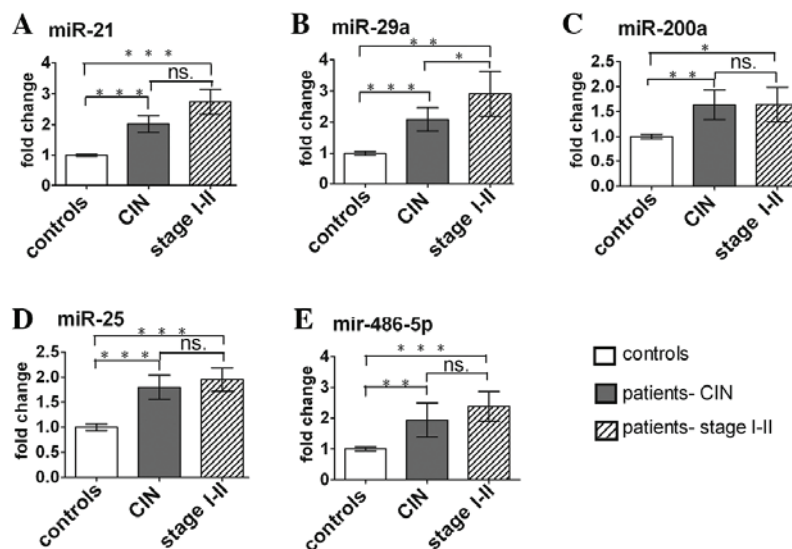 A miR-21
* * *
ns.
* * *
fold change
4
3
2
1
0
controls
CIN
stage I-II
B miR-29a
* *
*
* * *
fold change
4
3
2
1
0
controls
CIN
stage I-II
C miR-200a
*
* *
ns.
fold change
2.5
2.0
1.5
1.0
0.5
0.0
controls
CIN
stage I-II
D miR-25
* * *
* * *
ns.
fold change
2.5
2.0
1.5
1.0
0.5
0.0
controls
CIN
stage I-II
E mir-486-5p
* * *
* *
ns.
fold change
4
3
2
1
0
controls
CIN
stage I-II
controls
patients- CIN
patients- stage I-II